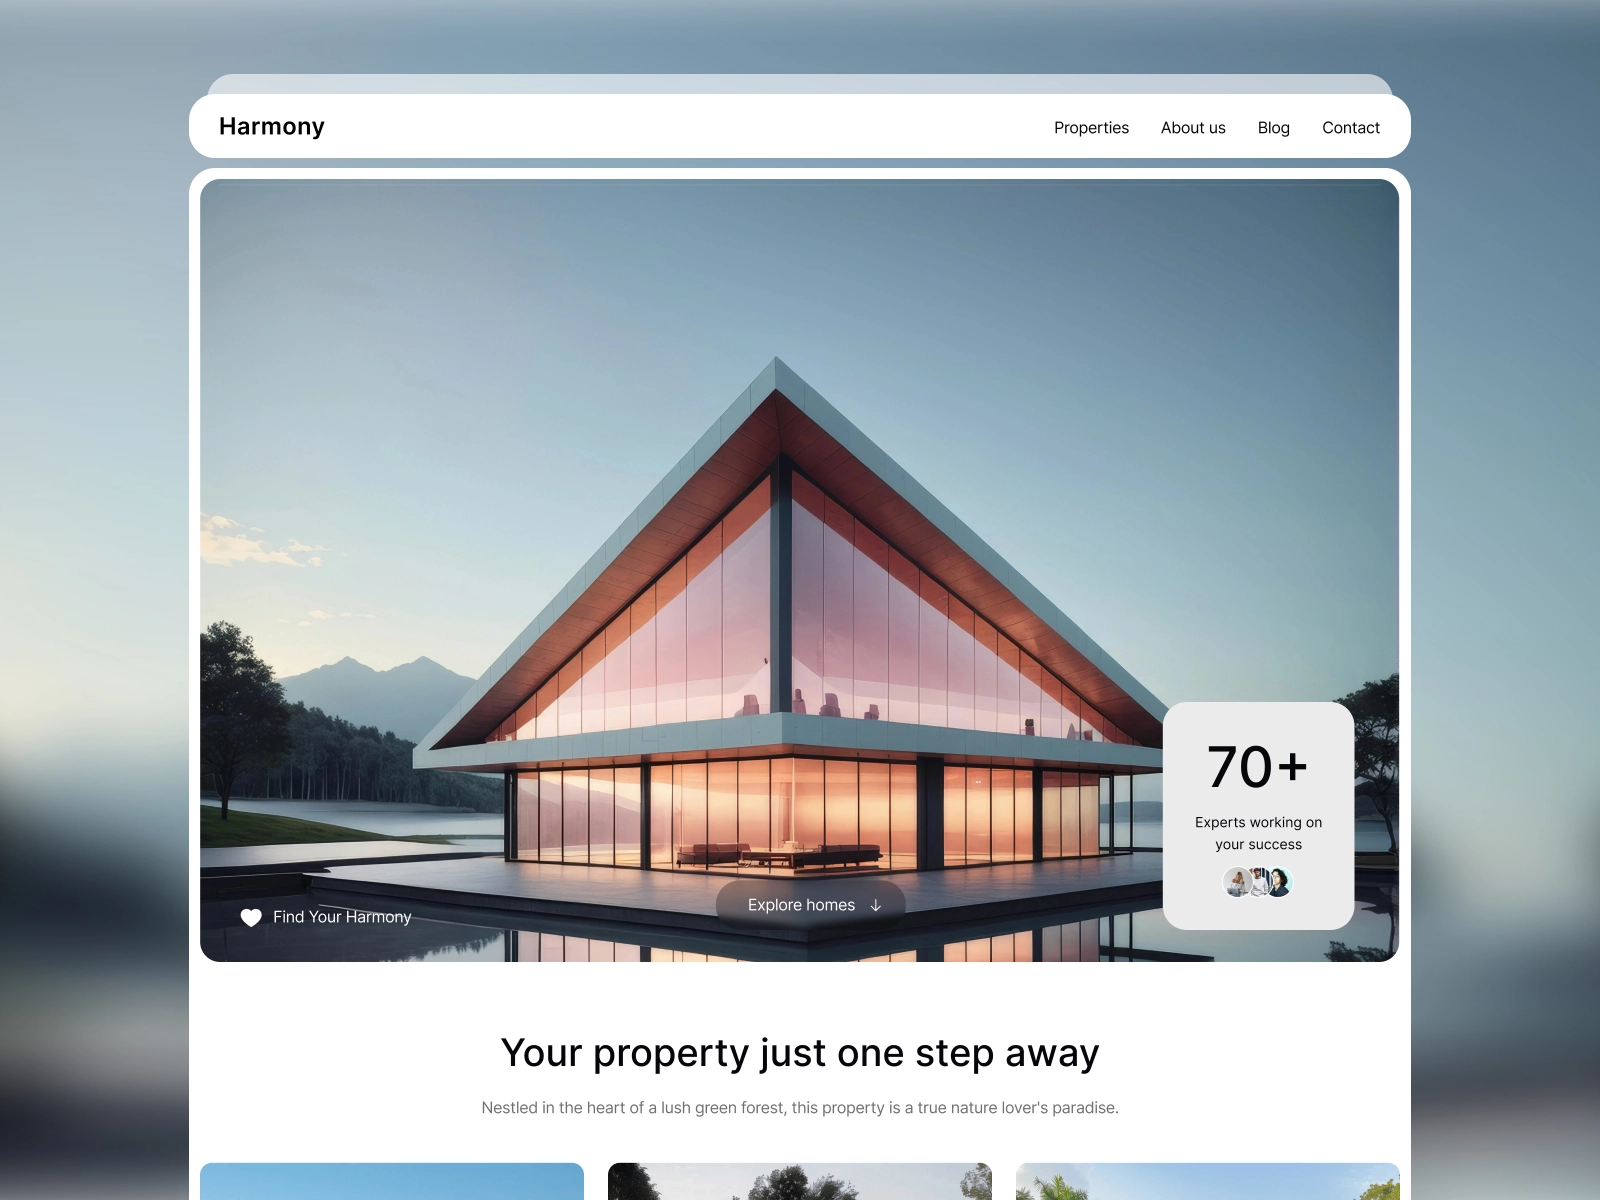 Harmony
Properties
About us
Blog
Contact
70+
Experts working on
your success
Find Your Harmony
Explore homes
Your property just one step away
Nestled in the heart of a lush green forest, this property is a true nature lover's paradise.